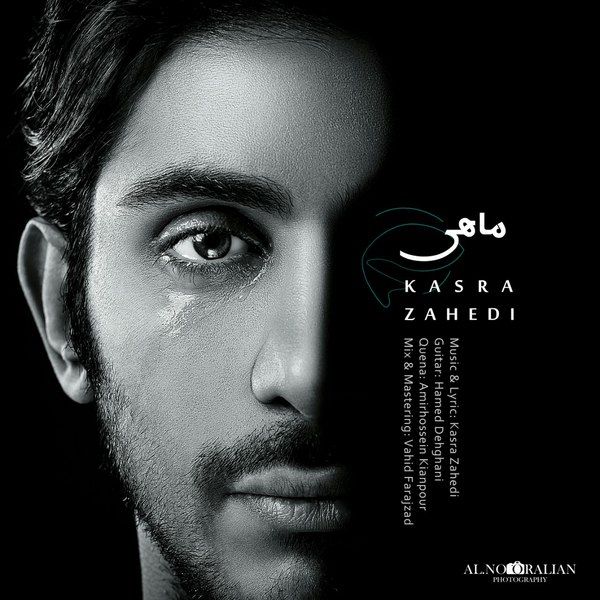 ماهی
KASRA
ZAHEDI
Music & Lyric: Kasra Zahedi
Guitar: Hamed Dehghani
Quena: Amirhossein Kianpour
Mix & Mastering: Vahid Farajzad
AL.NOORALIAN
PHOTOGRAPHY